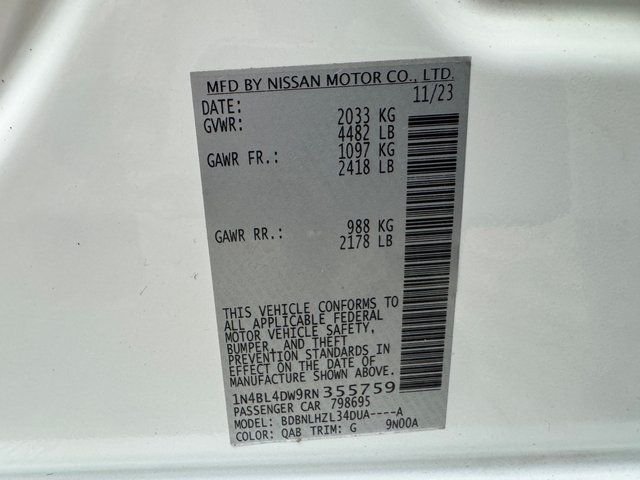 MFD BY NISSAN MOTOR CO., LTD.
DATE: 11/23
GVWR: 2033 KG
4482 LB
GAWR FR.: 1097 KG
2418 LB
GAWR RR.: 988 KG
2178 LB
THIS VEHICLE CONFORMS TO
ALL APPLICABLE FEDERAL
MOTOR VEHICLE SAFETY,
BUMPER, AND THEFT
PREVENTION STANDARDS IN
EFFECT ON THE DATE OF
MANUFACTURE SHOWN ABOVE.
1N4BL4DW9RN355759
PASSENGER CAR 798695
MODEL: BDBNLHZL34DUA----A
COLOR: QAB TRIM: G 9N00A